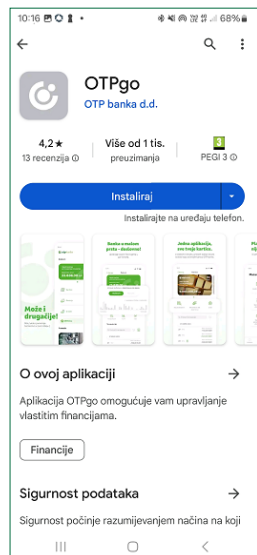 10:16
68%
OTPgo
OTP banka d.d.
4,2★
13 recenzija
Više od 1 tis.
preuzimanja
3
PEGI 3
Instaliraj
Instalirajte na uređaju telefon.
Može i
drugačije!
Jedna aplikacija,
sve tvoje kartice.
O ovoj aplikaciji
Aplikacija OTPgo omogućuje vam upravljanje
vlastitim financijama.
Financije
Sigurnost podataka
Sigurnost počinje razumijevanjem načina na koji